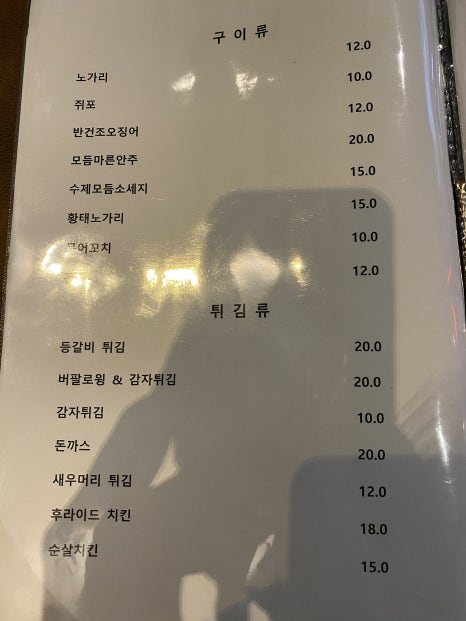 구 이 류
노가리 12.0
쥐포 10.0
반건조오징어 12.0
모듬마른안주 20.0
수제모듬소세지 15.0
황태노가리 15.0
10.0
12.0
튀 김 류
등갈비 튀김 20.0
버팔로윙 & 감자튀김 20.0
감자튀김 10.0
돈까스 20.0
새우머리 튀김 12.0
후라이드 치킨 18.0
순살치킨 15.0